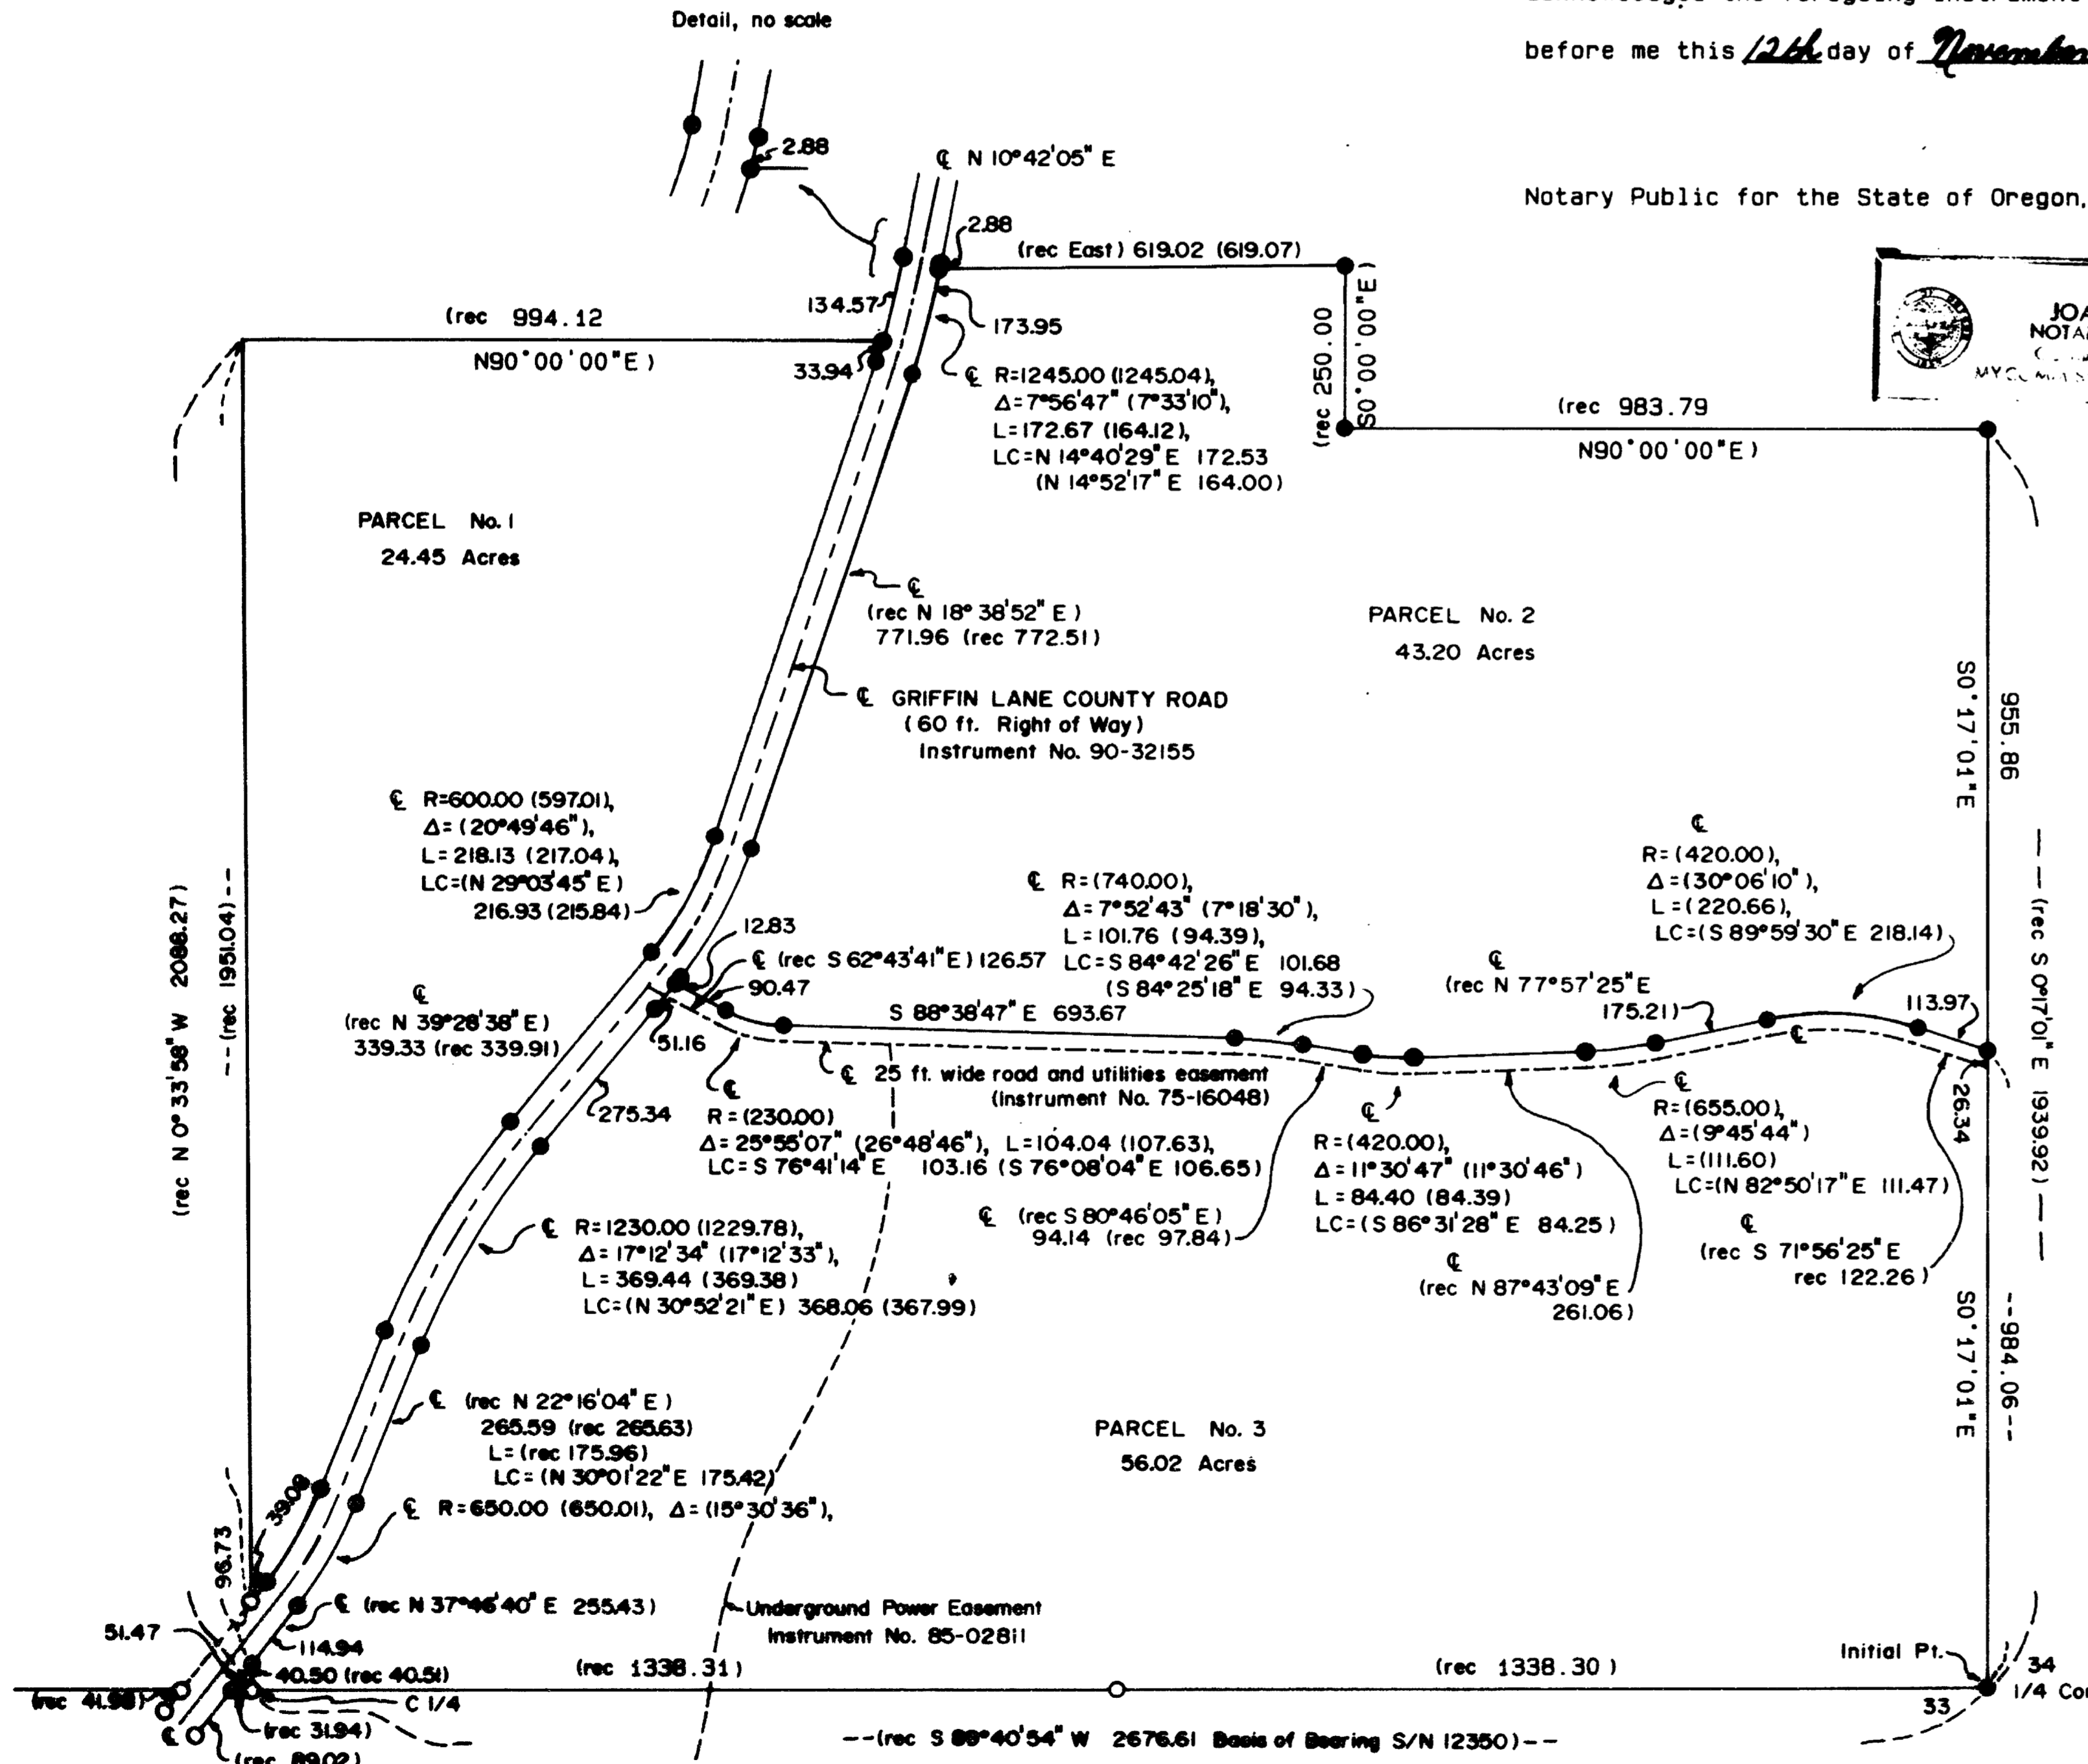 Detail, no scale
before me this 12th day of November
2.88
℄ N 10°42'05" E
Notary Public for the State of Oregon.
2.88
(rec East) 619.02 (619.07)
134.57
(rec 994.12
N90°00'00"E)
173.95
33.94
(rec 250.00
S0°00'00"E)
℄ R=1245.00 (1245.04),
Δ=7°56'47" (7°33'10"),
L=172.67 (164.12),
LC=N 14°40'29" E 172.53
(N 14°52'17" E 164.00)
(rec 983.79
N90°00'00"E)
PARCEL No. 1
24.45 Acres
℄
(rec N 18°38'52" E)
771.96 (rec 772.51)
PARCEL No. 2
43.20 Acres
S0°17'01"E
955.86
℄ GRIFFIN LANE COUNTY ROAD
(60 ft. Right of Way)
Instrument No. 90-32155
℄ R=600.00 (597.01),
Δ=(20°49'46"),
L=218.13 (217.04),
LC=(N 29°03'45" E)
216.93 (215.84)
℄
R=(420.00),
Δ=(30°06'10"),
L=(220.66),
LC=(S 89°59'30" E 218.14)
℄ R=(740.00),
Δ=7°52'43" (7°18'30"),
L=101.76 (94.39),
LC=S 84°42'26" E 101.68
(S 84°25'18" E 94.33)
(rec N 0°33'58" W 2086.27)
--(rec 1951.04)--
12.83
℄ (rec S 62°43'41" E) 126.57
90.47
S 88°38'47" E 693.67
℄
(rec N 77°57'25" E
175.21)
113.97
--(rec S 0°17'01" E 1939.92)--
℄
(rec N 39°28'38" E)
339.33 (rec 339.91)
51.16
℄
℄ 25 ft. wide road and utilities easement
(Instrument No. 75-16048)
275.34
℄
R=(230.00)
Δ=25°55'07" (26°48'46"), L=104.04 (107.63),
LC=S 76°41'14" E 103.16 (S 76°08'04" E 106.65)
℄
R=(420.00),
Δ=11°30'47" (11°30'46")
L=84.40 (84.39)
LC=(S 86°31'28" E 84.25)
℄
R=(655.00),
Δ=(9°45'44")
L=(111.60)
LC=(N 82°50'17" E 111.47)
26.34
℄ (rec S 80°46'05" E)
94.14 (rec 97.84)
℄
(rec S 71°56'25" E
rec 122.26)
℄
(rec N 87°43'09" E
261.06)
℄ R=1230.00 (1229.78),
Δ=17°12'34" (17°12'33"),
L=369.44 (369.38)
LC=(N 30°52'21" E) 368.06 (367.99)
S0°17'01"E
--984.06--
℄ (rec N 22°16'04" E)
265.59 (rec 265.63)
L=(rec 175.96)
LC=(N 30°01'22" E 175.42)
℄ R=650.00 (650.01), Δ=(15°30'36"),
PARCEL No. 3
56.02 Acres
39.09
96.73
℄ (rec N 37°46'40" E 255.43)
51.47
114.94
40.50 (rec 40.51)
Underground Power Easement
Instrument No. 85-02811
(rec 1338.31)
(rec 1338.30)
Initial Pt.
34
1/4 Cor
33
C 1/4
℄
(rec 31.94)
(rec 89.02)
--(rec S 89°40'54" W 2676.61 Basis of Bearing S/N 12350)--